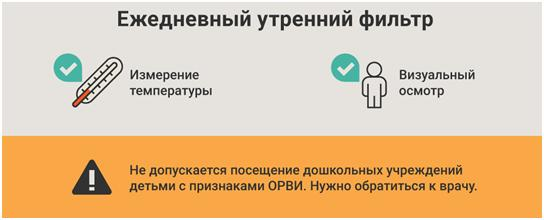 Ежедневный утренний фильтр
Измерение
температуры
Визуальный
осмотр
Не допускается посещение дошкольных учреждений
детьми с признаками ОРВИ. Нужно обратиться к врачу.